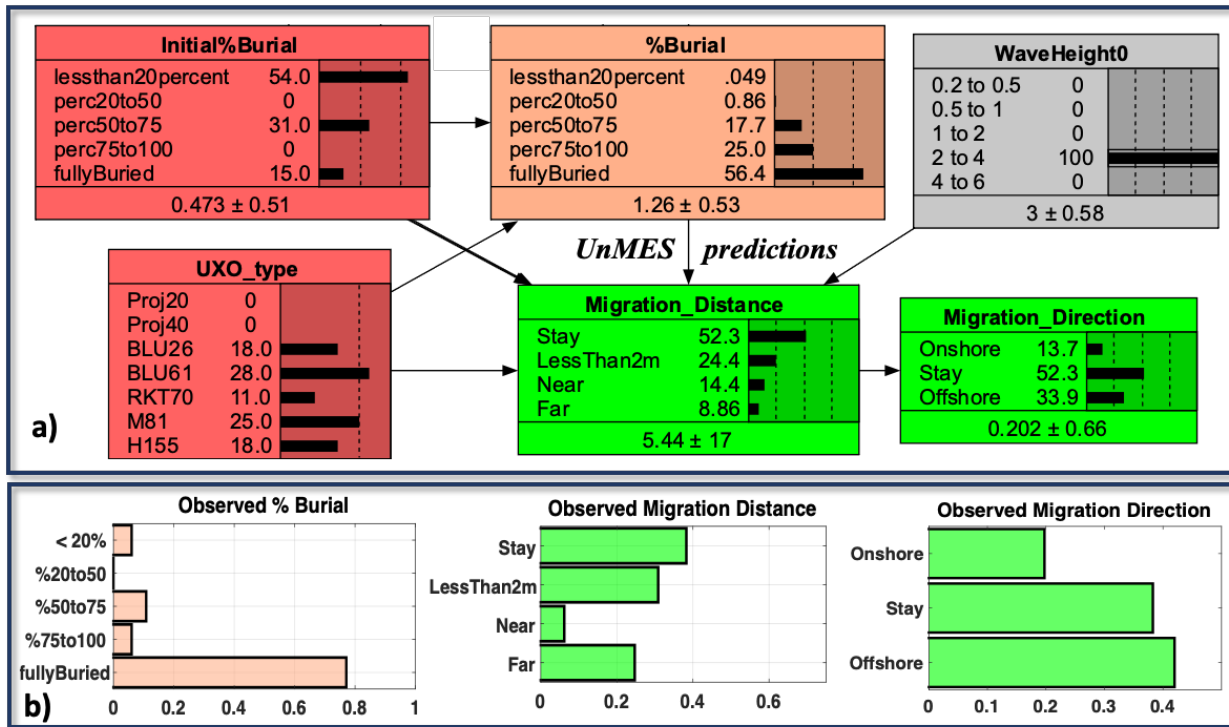 Initial%Burial
lessthan20percent 54.0
perc20to50 0
perc50to75 31.0
perc75to100 0
fullyBuried 15.0
0.473 ± 0.51
%Burial
lessthan20percent .049
perc20to50 0.86
perc50to75 17.7
perc75to100 25.0
fullyBuried 56.4
1.26 ± 0.53
WaveHeight0
0.2 to 0.5 0
0.5 to 1 0
1 to 2 0
2 to 4 100
4 to 6 0
3 ± 0.58
UnMES predictions
UXO_type
Proj20 0
Proj40 0
BLU26 18.0
BLU61 28.0
RKT70 11.0
M81 25.0
H155 18.0
Migration_Distance
Stay 52.3
LessThan2m 24.4
Near 14.4
Far 8.86
5.44 ± 17
Migration_Direction
Onshore 13.7
Stay 52.3
Offshore 33.9
0.202 ± 0.66
a)
Observed % Burial
< 20%
%20to50
%50to75
%75to100
fullyBuried
0 0.2 0.4 0.6 0.8 1
Observed Migration Distance
Stay
LessThan2m
Near
Far
0 0.2 0.4 0.6
Observed Migration Direction
Onshore
Stay
Offshore
0 0.1 0.2 0.3 0.4
b)